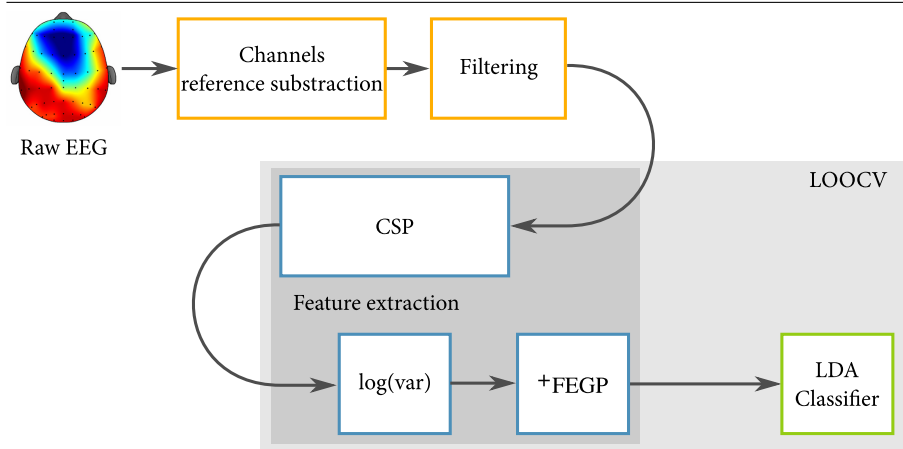 Channels
reference substraction
Filtering
Raw EEG
LOOCV
CSP
Feature extraction
log(var)
+FEGP
LDA
Classifier